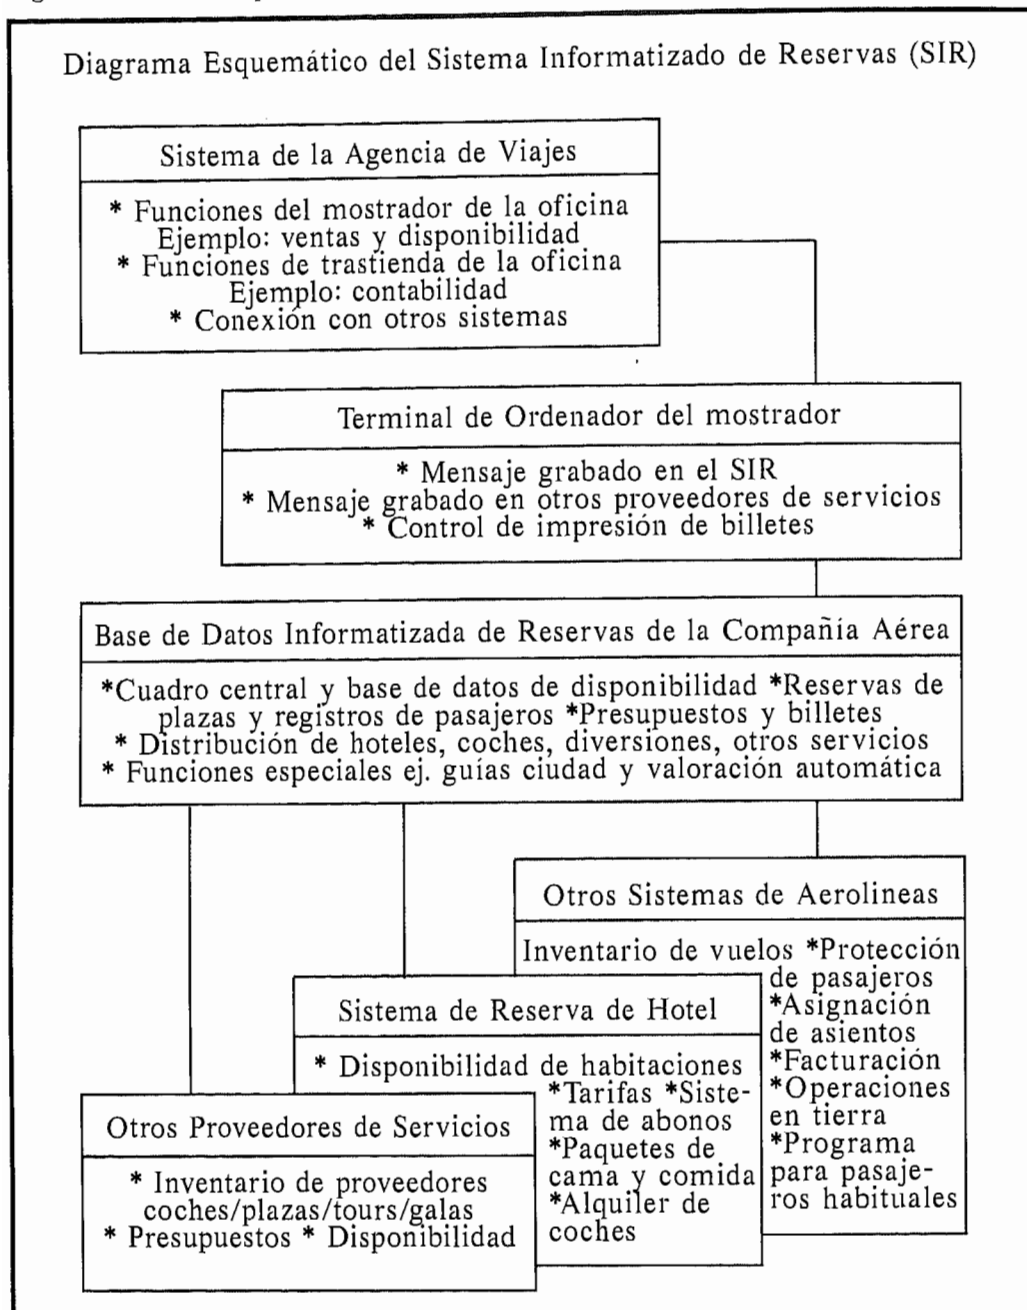 Diagrama Esquemático del Sistema Informatizado de Reservas (SIR)
Sistema de la Agencia de Viajes
* Funciones del mostrador de la oficina
Ejemplo: ventas y disponibilidad
* Funciones de trastienda de la oficina
Ejemplo: contabilidad
* Conexión con otros sistemas
Terminal de Ordenador del mostrador
* Mensaje grabado en el SIR
* Mensaje grabado en otros proveedores de servicios
* Control de impresión de billetes
Base de Datos Informatizada de Reservas de la Compañía Aérea
*Cuadro central y base de datos de disponibilidad *Reservas de
plazas y registros de pasajeros *Presupuestos y billetes
* Distribución de hoteles, coches, diversiones, otros servicios
* Funciones especiales ej. guías ciudad y valoración automática
Otros Sistemas de Aerolineas
Inventario de vuelos *Protección
de pasajeros
*Asignación
de asientos
*Facturación
*Operaciones
en tierra
*Programa
para pasaje-
ros habituales
Sistema de Reserva de Hotel
* Disponibilidad de habitaciones
*Tarifas *Siste-
ma de abonos
*Paquetes de
cama y comida
*Alquiler de
coches
Otros Proveedores de Servicios
* Inventario de proveedores
coches/plazas/tours/galas
* Presupuestos * Disponibilidad